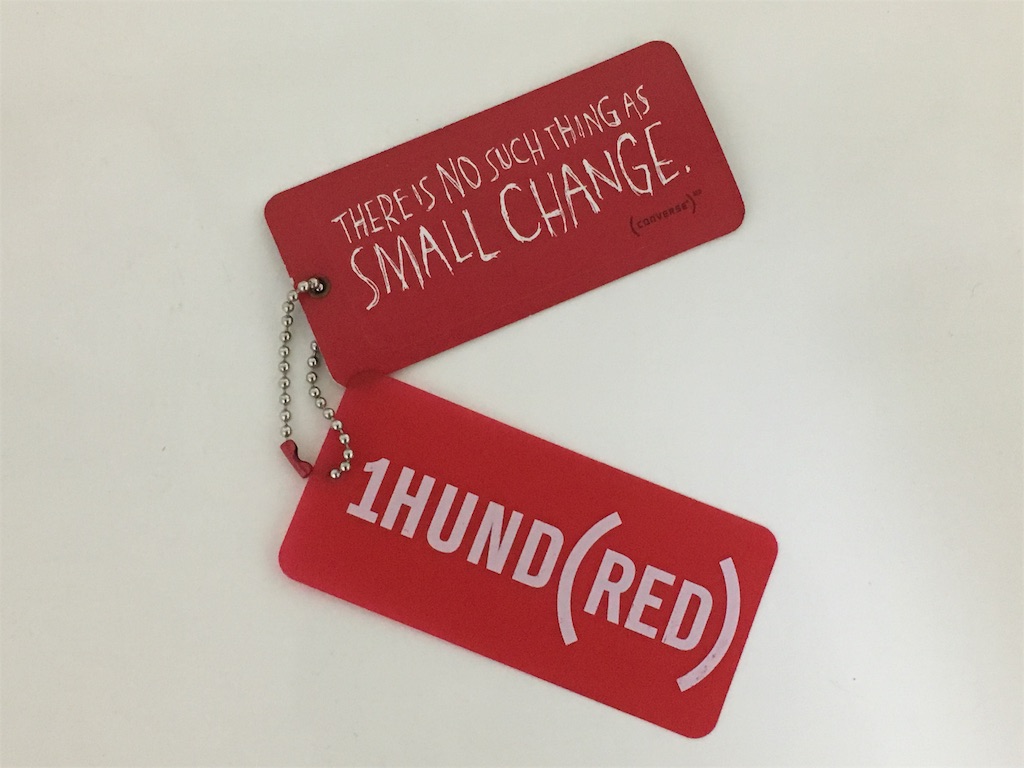 THERE IS NO SUCH THING AS
SMALL CHANGE.
(CONVERSE)
1HUND(RED)